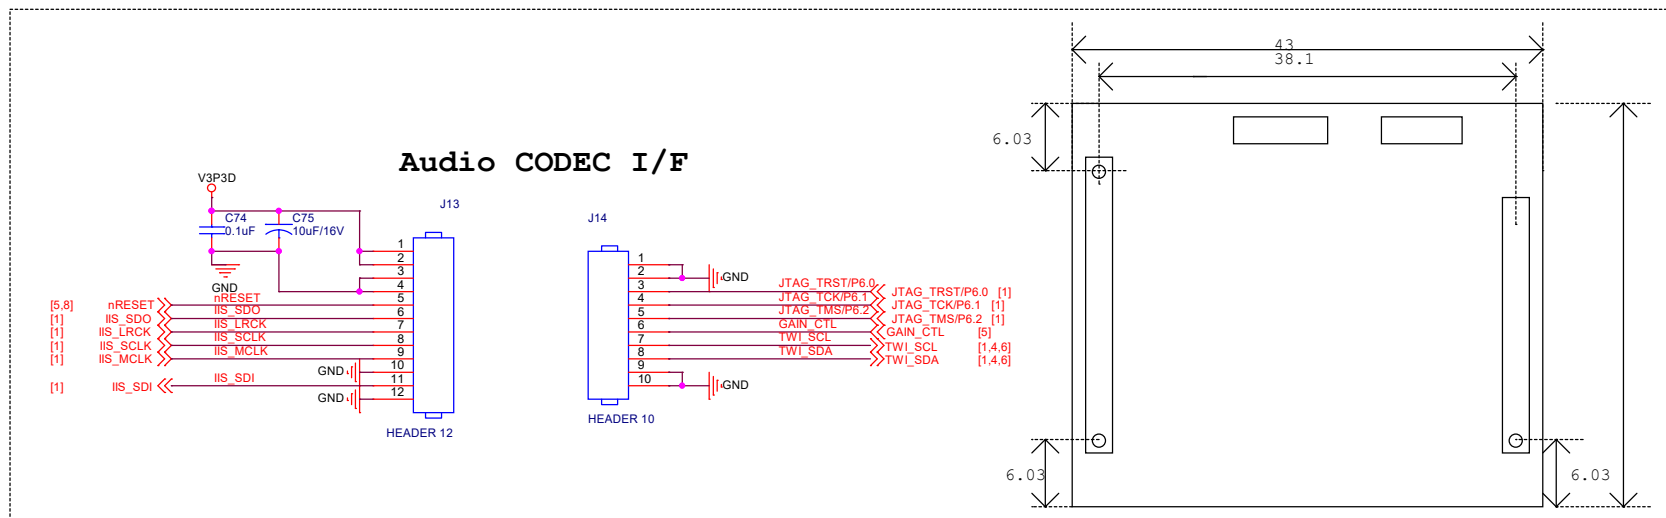 43
38.1
6.03
Audio CODEC I/F
V3P3D
J13
C74
0.1uF
C75
10uF/16V
GND
1
2
3
4
5
6
7
8
9
10
11
12
[5,8] nRESET nRESET
[1] IIS_SDO IIS_SDO
[1] IIS_LRCK IIS_LRCK
[1] IIS_SCLK IIS_SCLK
[1] IIS_MCLK IIS_MCLK
GND
[1] IIS_SDI IIS_SDI
GND
HEADER 12
J14
1
2
3
4
5
6
7
8
9
10
GND
JTAG_TRST/P6.0 JTAG_TRST/P6.0 [1]
JTAG_TCK/P6.1 JTAG_TCK/P6.1 [1]
JTAG_TMS/P6.2 JTAG_TMS/P6.2 [1]
GAIN_CTL GAIN_CTL [5]
TWI_SCL TWI_SCL [1,4,6]
TWI_SDA TWI_SDA [1,4,6]
GND
HEADER 10
6.03
6.03